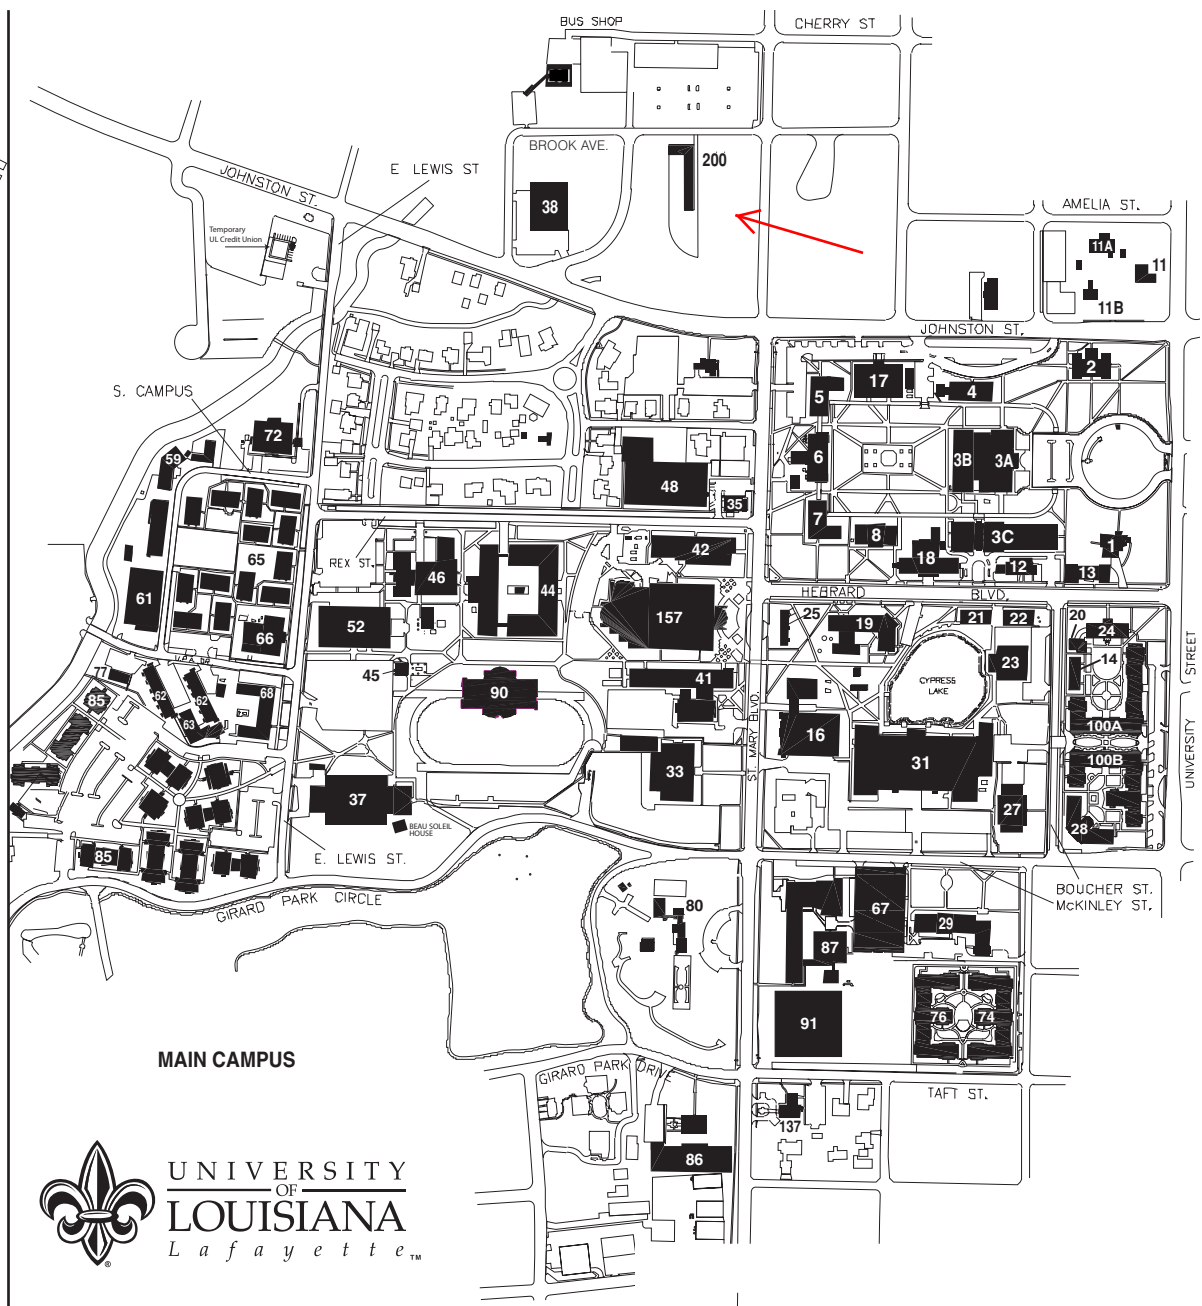 BUS SHOP
CHERRY ST
BROOK AVE.
200
E LEWIS ST
JOHNSTON ST.
38
AMELIA ST.
Temporary
UL Credit Union
11A
11
11B
JOHNSTON ST.
S. CAMPUS
2
17
5
4
72
59
6
3B
3A
48
35
7
8
3C
42
18
1
65
REX ST.
12
13
46
44
HEBRARD BLVD.
61
52
157
25
19
21
22
20
24
66
V.P.A. DR
45
41
23
14
77
62
62
68
90
CYPRESS
LAKE
85
63
ST. MARY BLVD.
16
100A
100B
31
33
UNIVERSITY STREET
37
27
BEAU SOLEIL
HOUSE
28
85
E. LEWIS ST.
GIRARD PARK CIRCLE
BOUCHER ST.
McKINLEY ST.
80
67
29
87
76
74
91
MAIN CAMPUS
GIRARD PARK DRIVE
TAFT ST.
137
86
UNIVERSITY
OF
LOUISIANA
Lafayette™
®